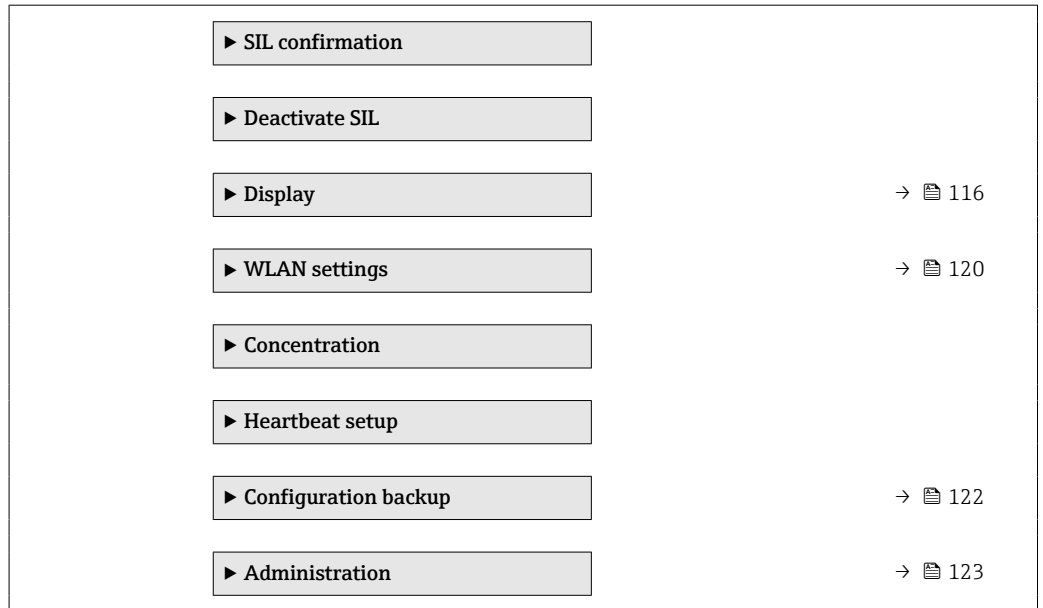 ▶ SIL confirmation
▶ Deactivate SIL
▶ Display → 🖹 116
▶ WLAN settings → 🖹 120
▶ Concentration
▶ Heartbeat setup
▶ Configuration backup → 🖹 122
▶ Administration → 🖹 123